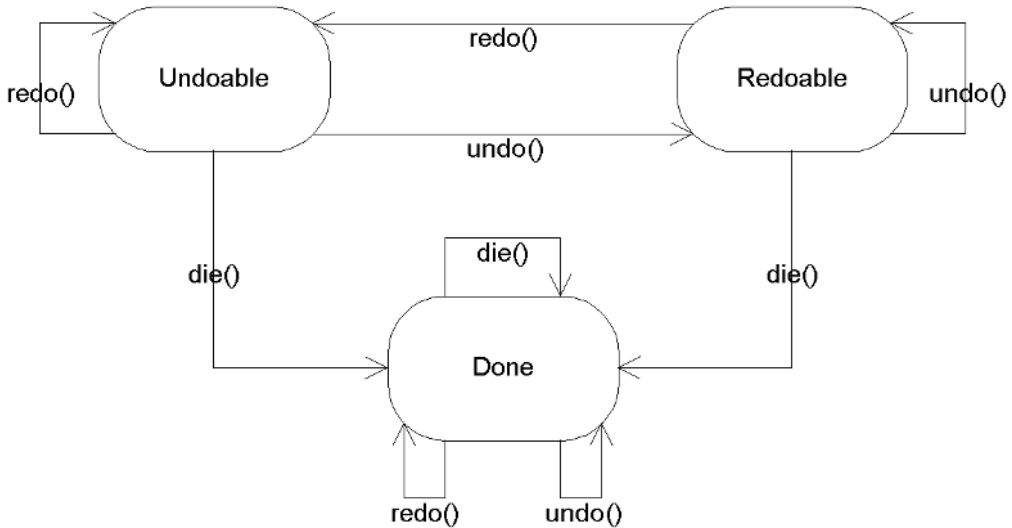 redo()
Undoable
Redoable
redo()
undo()
undo()
die()
die()
die()
Done
redo()
undo()